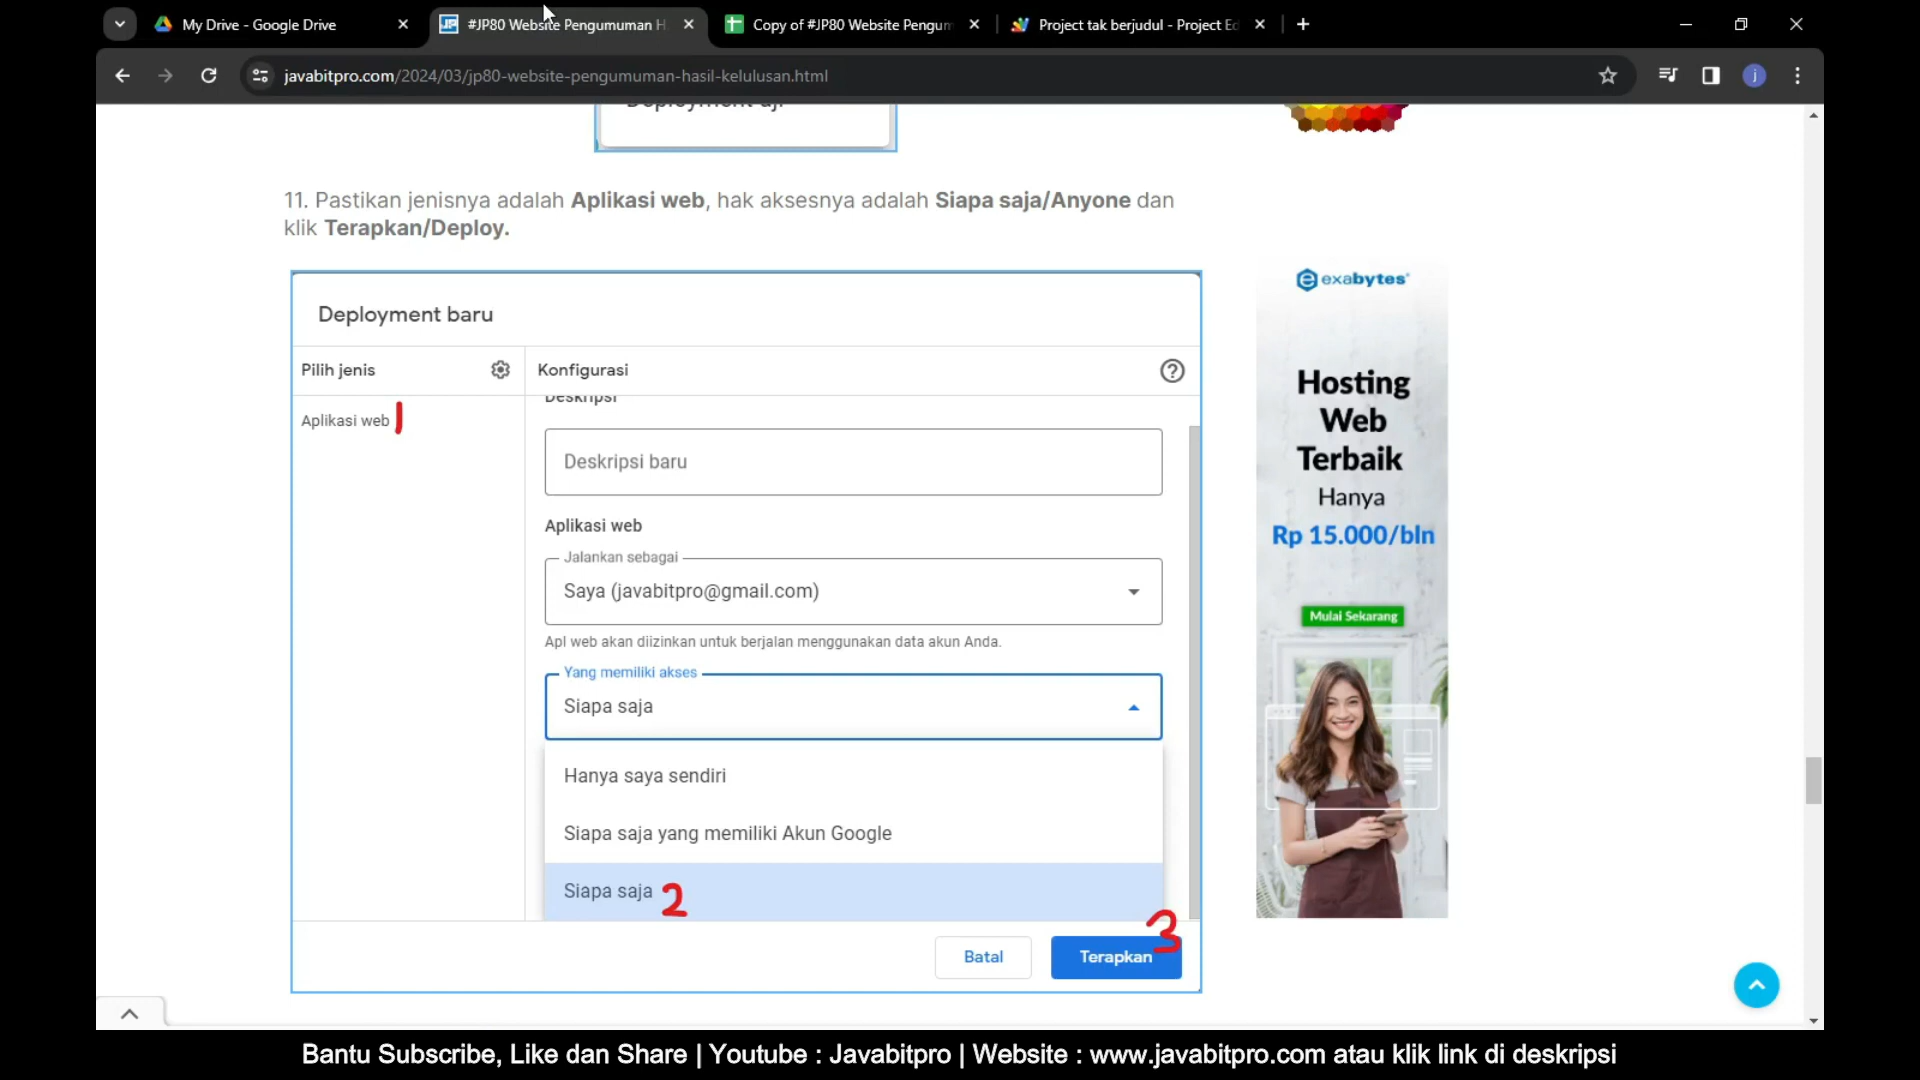 My Drive - Google Drive
#JP80 Website Pengumuman H
Copy of #JP80 Website Pengum
Project tak berjudul - Project Ed
javabitpro.com/2024/03/jp80-website-pengumuman-hasil-kelulusan.html
j
11. Pastikan jenisnya adalah Aplikasi web, hak aksesnya adalah Siapa saja/Anyone dan
klik Terapkan/Deploy.
Deployment baru
Pilih jenis
Konfigurasi
Deskripsi
Aplikasi web 1
Deskripsi baru
Aplikasi web
Jalankan sebagai
Saya (javabitpro@gmail.com)
Apl web akan diizinkan untuk berjalan menggunakan data akun Anda.
Yang memiliki akses
Siapa saja
Hanya saya sendiri
Siapa saja yang memiliki Akun Google
Siapa saja 2
3
Batal
Terapkan
exabytes
Hosting
Web
Terbaik
Hanya
Rp 15.000/bln
Mulai Sekarang
Bantu Subscribe, Like dan Share | Youtube : Javabitpro | Website : www.javabitpro.com atau klik link di deskripsi